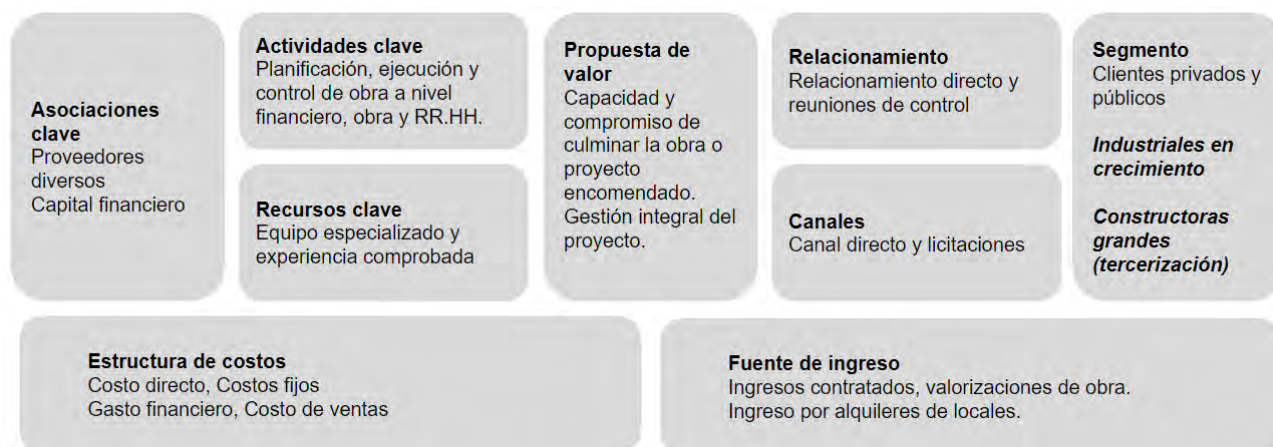 Asociaciones
clave
Proveedores
diversos
Capital financiero
Actividades clave
Planificación, ejecución y
control de obra a nivel
financiero, obra y RR.HH.
Recursos clave
Equipo especializado y
experiencia comprobada
Propuesta de
valor
Capacidad y
compromiso de
culminar la obra o
proyecto
encomendado.
Gestión integral del
proyecto.
Relacionamiento
Relacionamiento directo y
reuniones de control
Canales
Canal directo y licitaciones
Segmento
Clientes privados y
públicos
Industriales en
crecimiento
Constructoras
grandes
(tercerización)
Estructura de costos
Costo directo, Costos fijos
Gasto financiero, Costo de ventas
Fuente de ingreso
Ingresos contratados, valorizaciones de obra.
Ingreso por alquileres de locales.